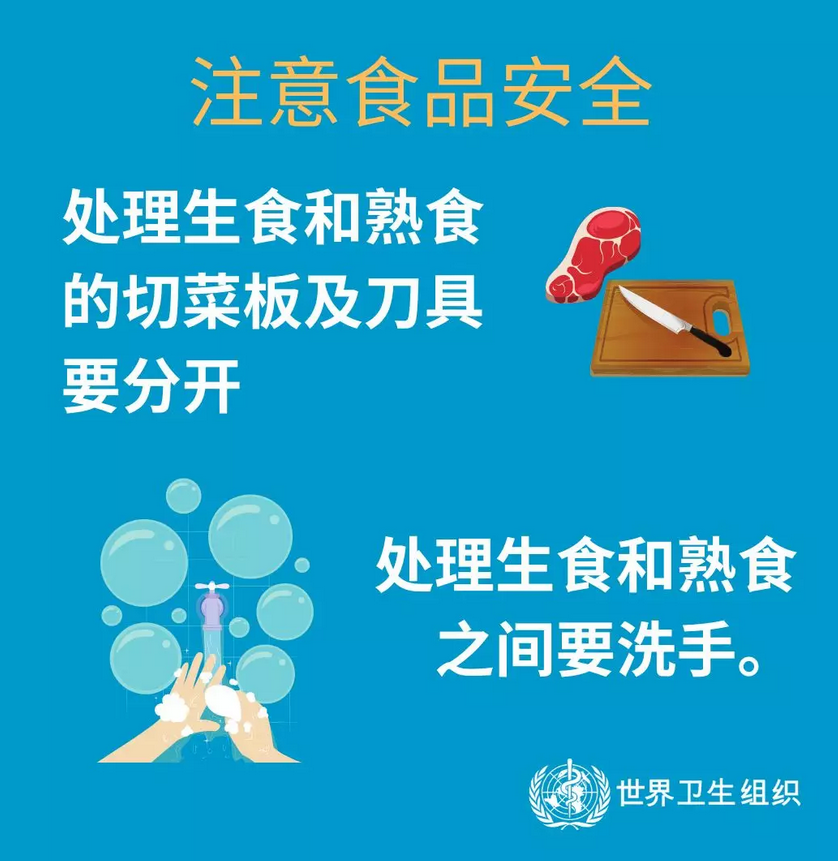 注意食品安全
处理生食和熟食
的切菜板及刀具
要分开
处理生食和熟食
之间要洗手。
世界卫生组织